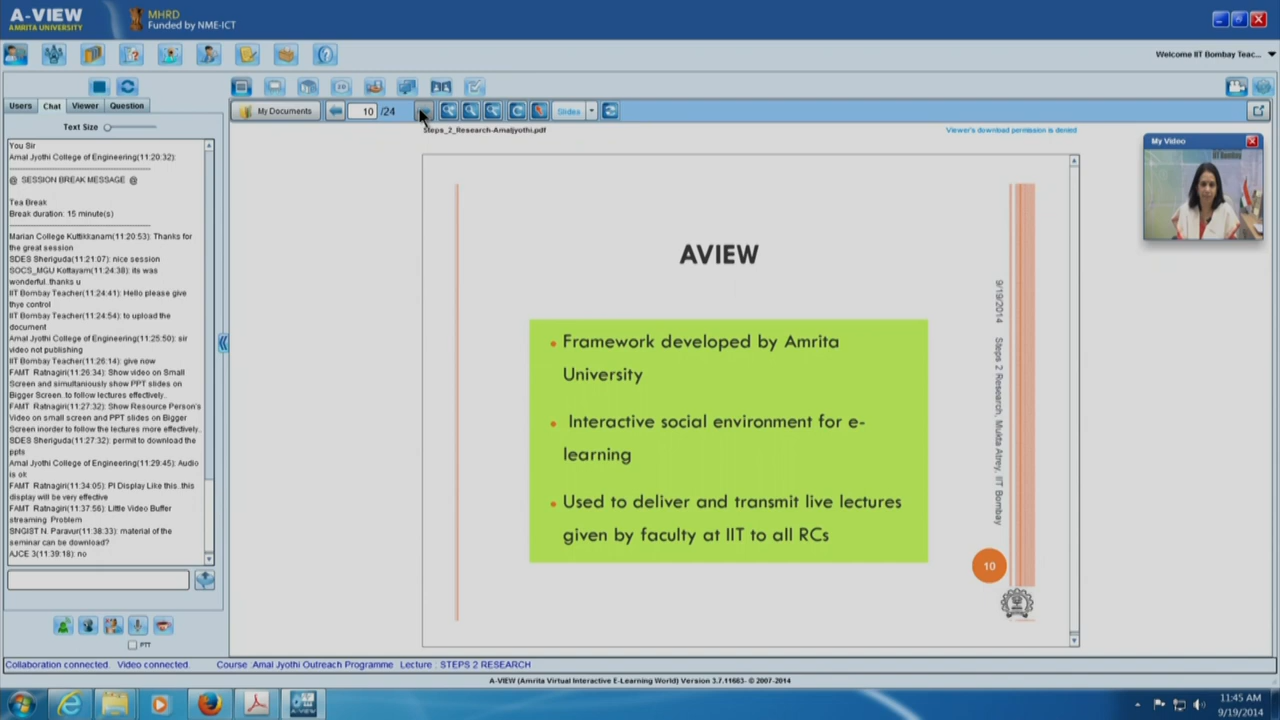 A-VIEW
AMRITA UNIVERSITY
MHRD
Funded by NME-ICT
Welcome IIT Bombay Teac...
Users
Chat
Viewer
Question
Text Size
My Documents
10 /24
Slides
Steps_2_Research-Amaljyothi.pdf
Viewer's download permission is denied
You Sir
Amal Jyothi College of Engineering(11:20:32):
@ SESSION BREAK MESSAGE @
Tea Break
Break duration: 15 minute(s)
Marian College Kuttikkanam(11:20:53): Thanks for
the great session
SDES Sheriguda(11:21:07): nice session
SOCS_MGU Kottayam(11:24:38): its was
wonderful..thanks u
IIT Bombay Teacher(11:24:41): Hello please give
thye control
IIT Bombay Teacher(11:24:54): to upload the
document
Amal Jyothi College of Engineering(11:25:50): sir
video not publishing
IIT Bombay Teacher(11:26:14): give now
FAMT Ratnagiri(11:26:34): Show video on Small
Screen and simultaniously show PPT slides on
Bigger Screen..to follow lectures effectively..
FAMT Ratnagiri(11:27:32): Show Resource Person's
Video on small screen and PPT slides on Bigger
Screen inorder to follow the lectures more effectively..
SDES Sheriguda(11:27:32): permit to download the
ppts
Amal Jyothi College of Engineering(11:29:45): Audio
is ok
FAMT Ratnagiri(11:34:05): Pl Display Like this..this
display will be very effective
FAMT Ratnagiri(11:37:56): Little Video Buffer
streaming Problem
SNGIST N. Paravur(11:38:33): material of the
seminar can be download?
AJCE 3(11:39:18): no
PTT
My Video
IIT Bombay
AVIEW
• Framework developed by Amrita
University
• Interactive social environment for e-
learning
• Used to deliver and transmit live lectures
given by faculty at IIT to all RCs
9/19/2014 Steps 2 Research, Mukta Atrey, IIT Bombay
10
Collaboration connected. Video connected. Course : Amal Jyothi Outreach Programme Lecture : STEPS 2 RESEARCH
A-VIEW (Amrita Virtual Interactive E-Learning World) Version 3.7.11663- © 2007-2014
11:45 AM
9/19/2014